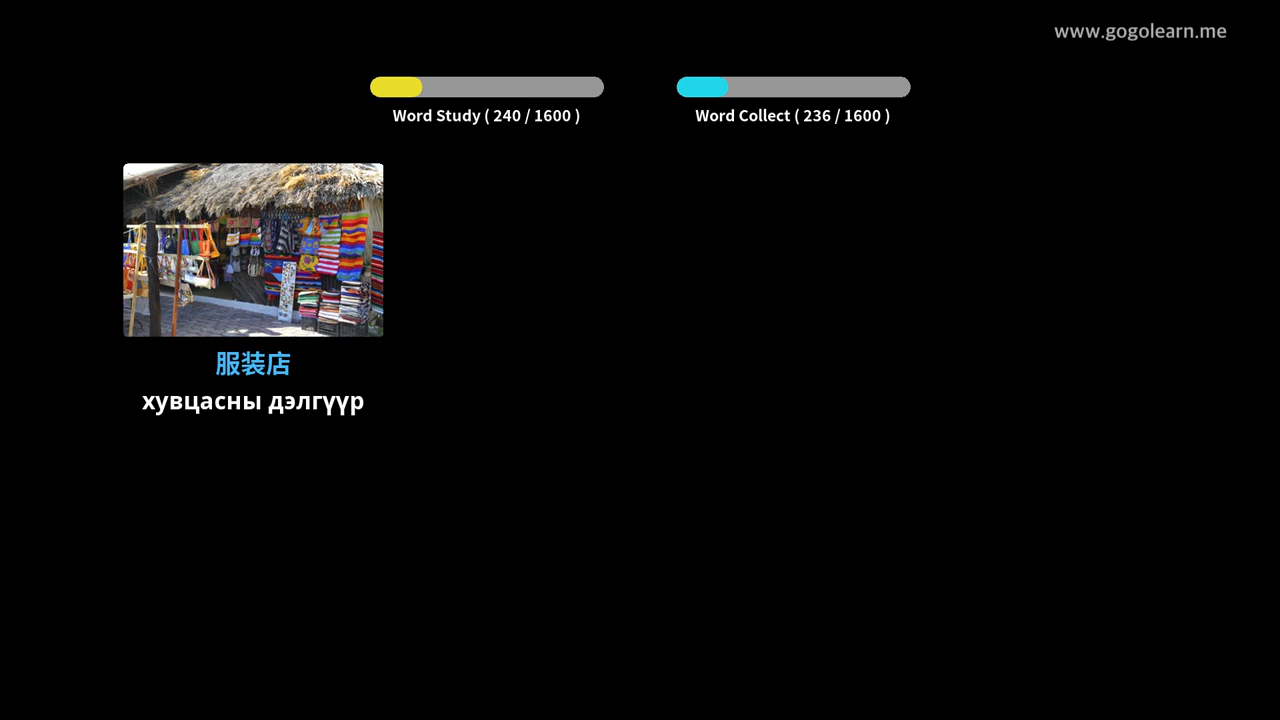 www.gogolearn.me
Word Study ( 240 / 1600 )
Word Collect ( 236 / 1600 )
服装店
хувцасны дэлгүүр